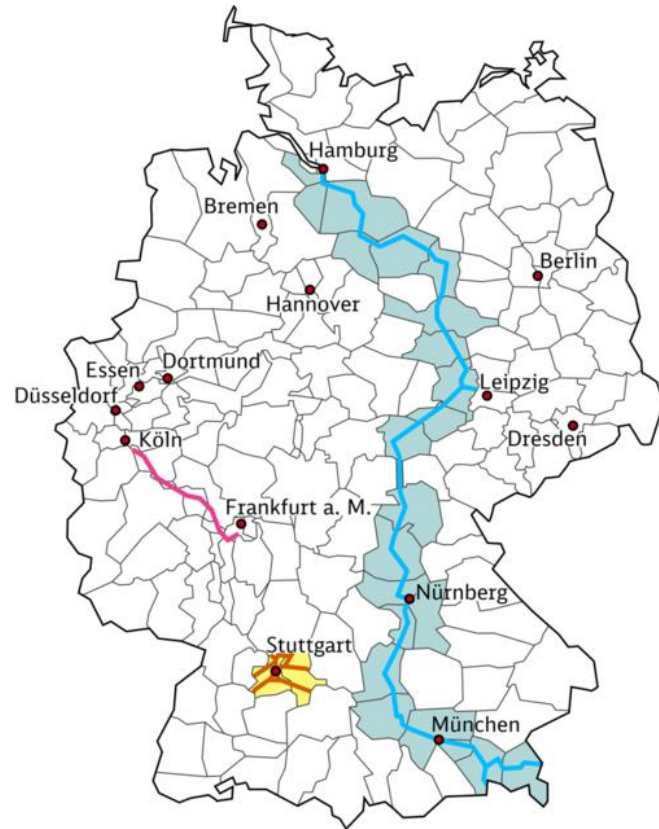 Hamburg
Bremen
Berlin
Hannover
Essen
Dortmund
Düsseldorf
Leipzig
Köln
Dresden
Frankfurt a. M.
Nürnberg
Stuttgart
München